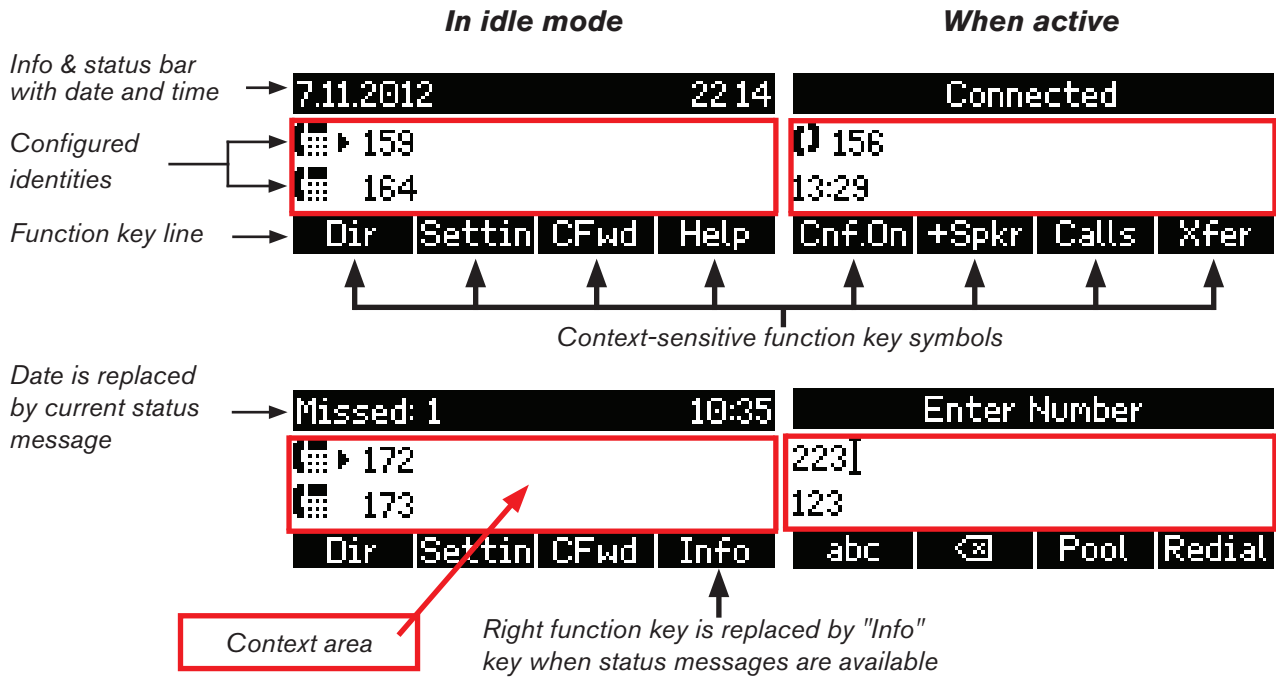 In idle mode
When active
Info & status bar
with date and time
7.11.2012 22 14
Connected
Configured
identities
159
164
156
13:29
Function key line
Dir Settin CFwd Help
Cnf.On +Spkr Calls Xfer
Context-sensitive function key symbols
Date is replaced
by current status
message
Missed: 1 10:35
Enter Number
172
173
223
123
Dir Settin CFwd Info
abc Pool Redial
Context area
Right function key is replaced by "Info"
key when status messages are available